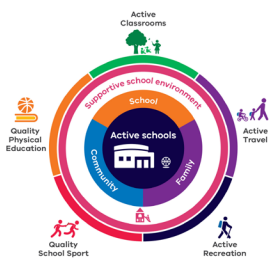 Active
Classrooms
Supportive school environment
School
Active schools
Quality
Physical
Education
Active
Travel
Community
Family
Quality
School Sport
Active
Recreation